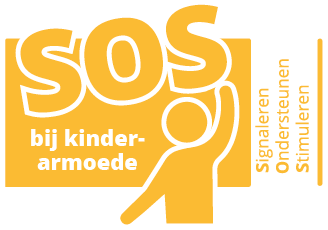 SOS
bij kinder-
armoede
Signaleren
Ondersteunen
Stimuleren